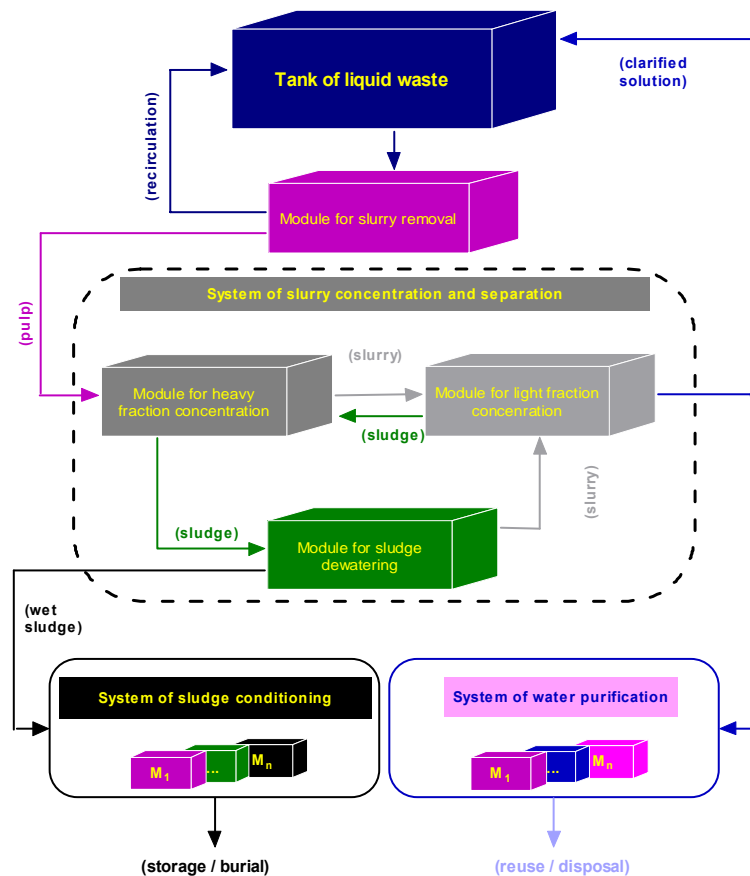 Tank of liquid waste
(clarified
solution)
(recirculation)
Module for slurry removal
(pulp)
System of slurry concentration and separation
(slurry)
Module for heavy
fraction concentration
Module for light fraction
concenration
(sludge)
(slurry)
(sludge)
Module for sludge
dewatering
(wet
sludge)
System of sludge conditioning
M1
...
Mn
System of water purification
M1
...
Mn
(storage / burial)
(reuse / disposal)